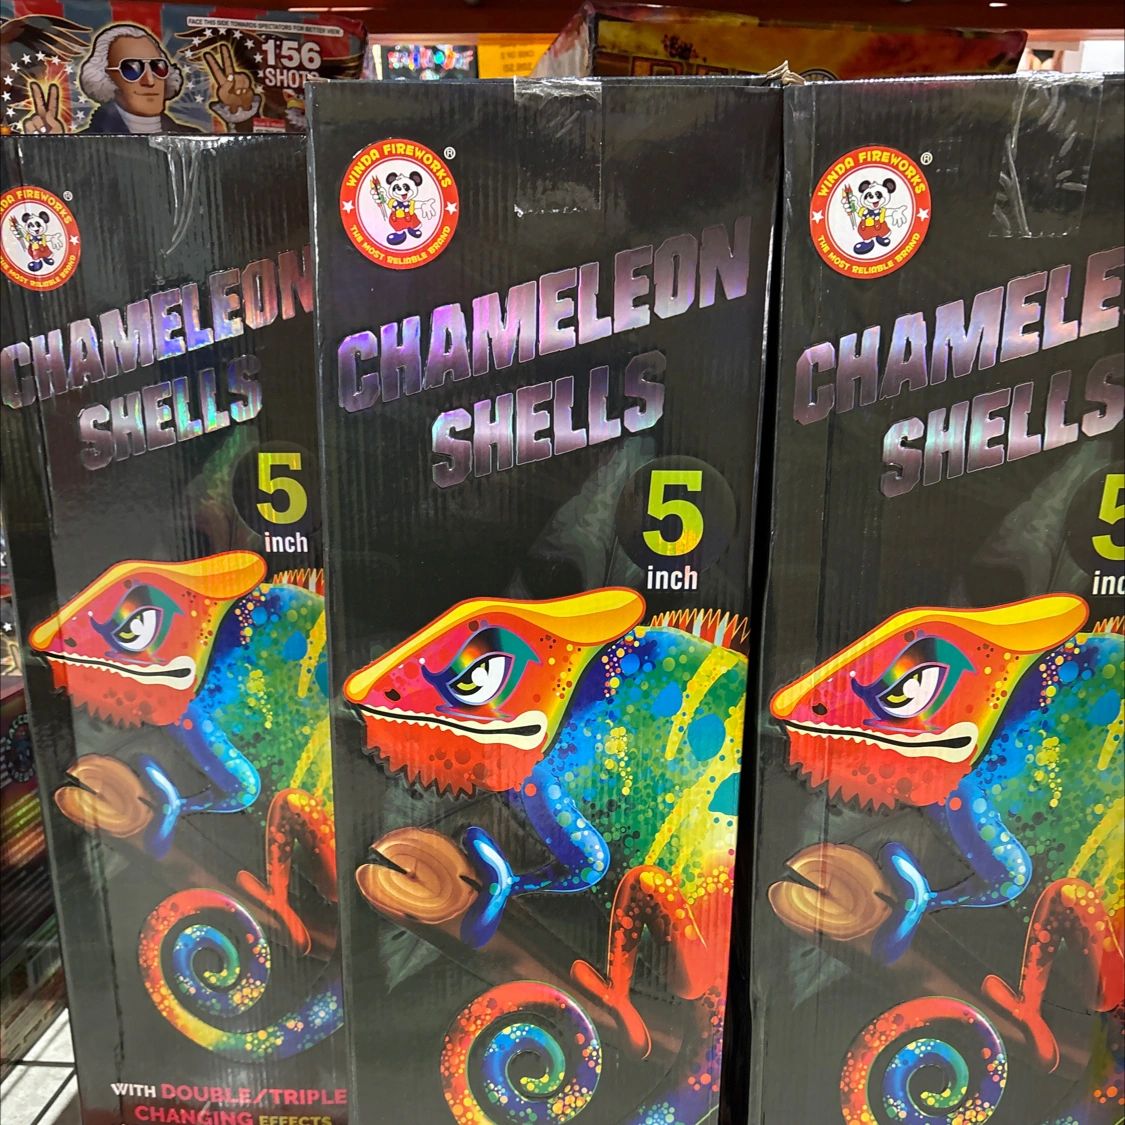 FACE THIS SIDE TOWARDS SPECTATORS FOR BETTER VIEW
156
SHOTS
DA FIREWORKS
®
THE MOST RELIABLE BRAND
CHAMELEON
SHELLS
5
inch
WITH DOUBLE/TRIPLE
CHANGING EFFECTS
WINDA FIREWORKS
®
THE MOST RELIABLE BRAND
CHAMELEON
SHELLS
5
inch
WINDA FIREWORKS
®
THE MOST RELIABLE BRAND
CHAMELE
SHELLS
5
inc